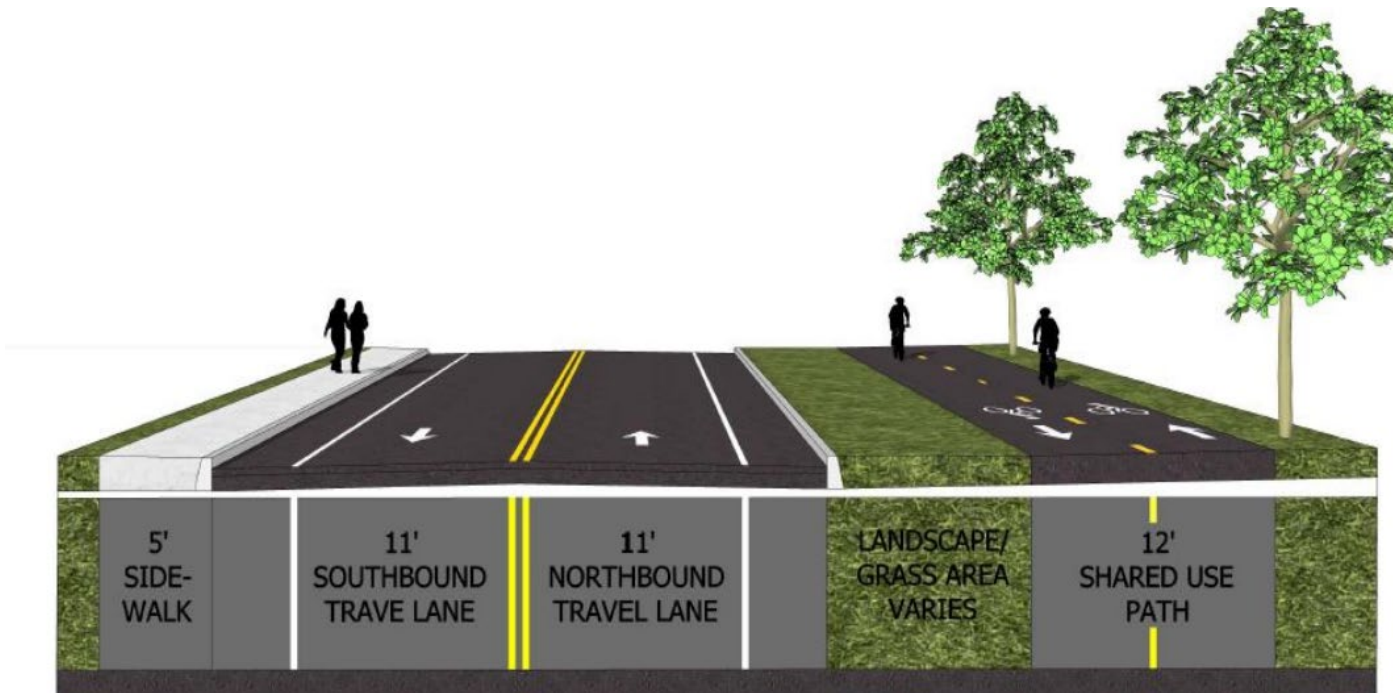 5'
SIDE-
WALK
11'
SOUTHBOUND
TRAVE LANE
11'
NORTHBOUND
TRAVEL LANE
LANDSCAPE/
GRASS AREA
VARIES
12'
SHARED USE
PATH